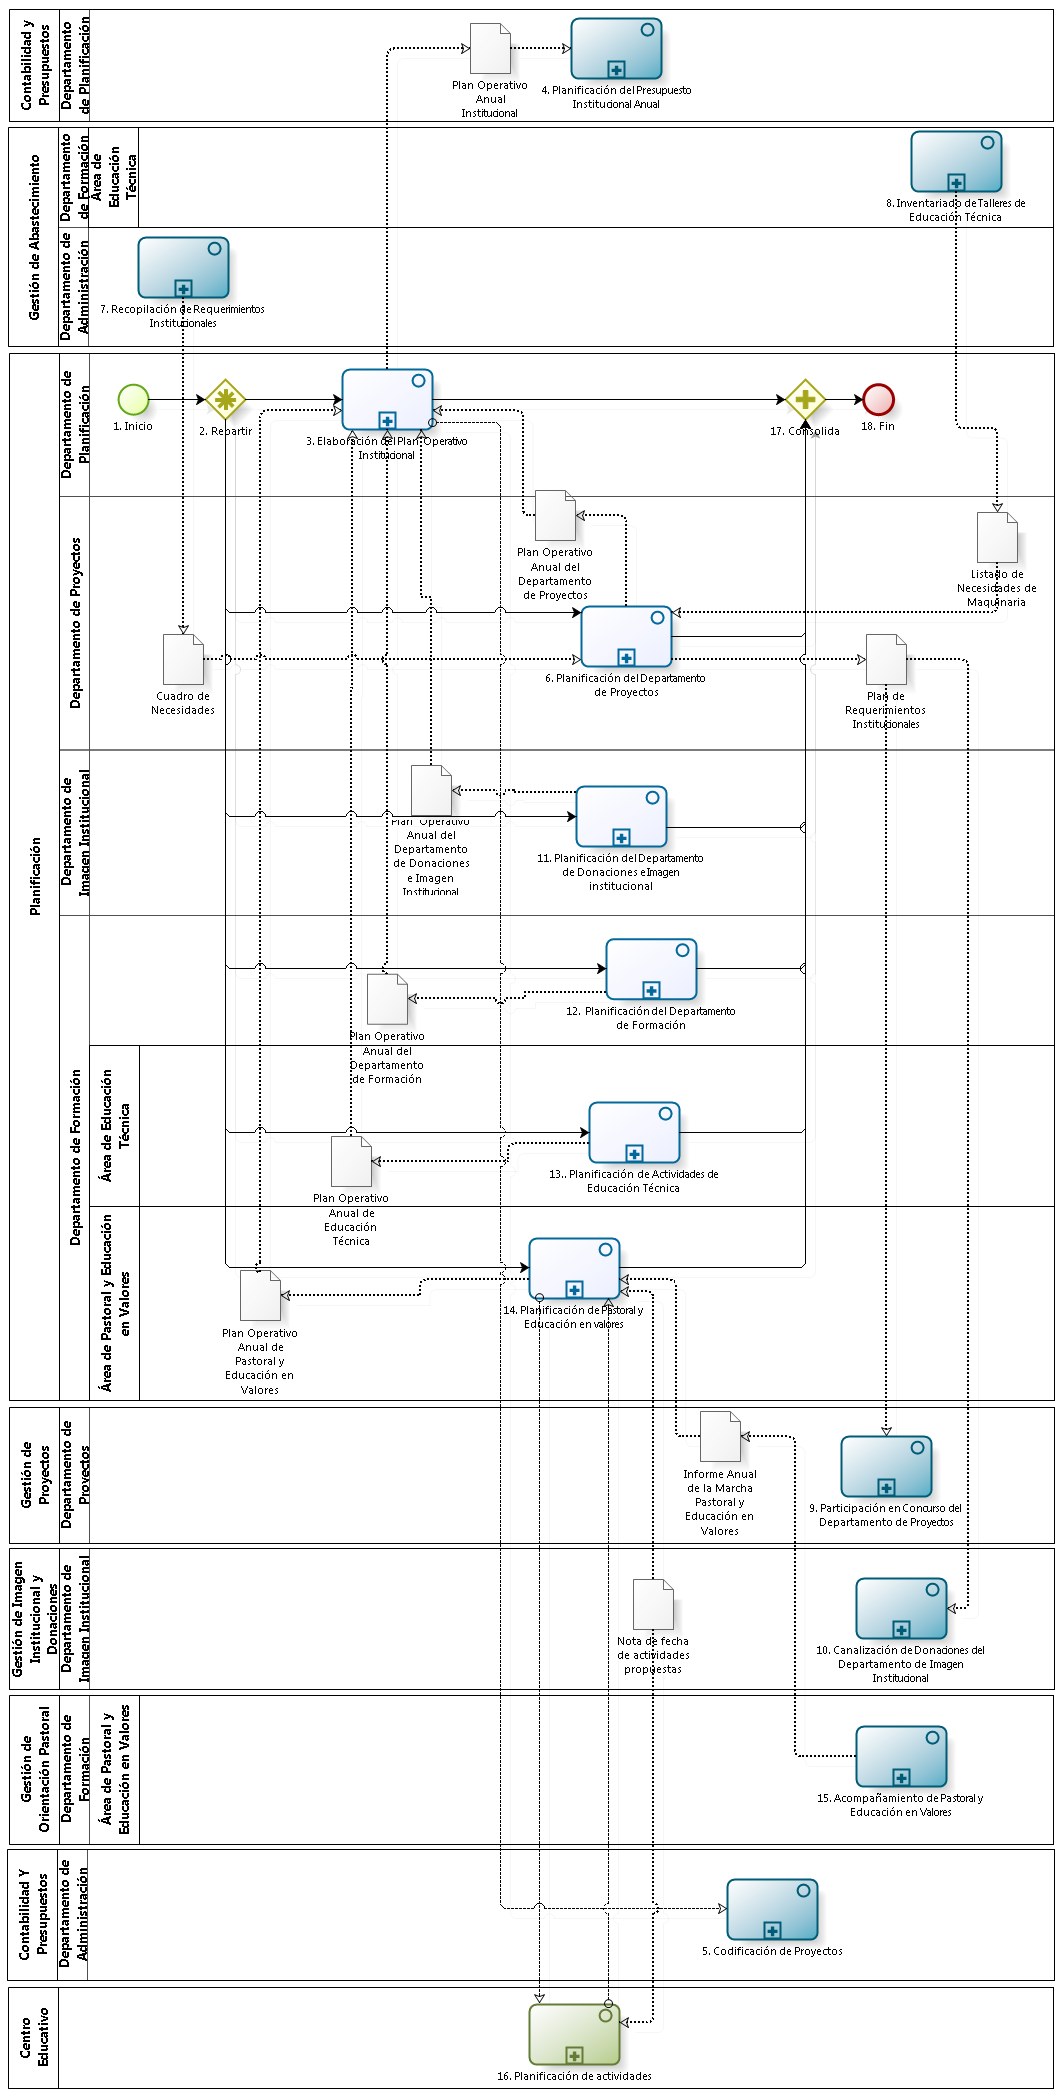 Contabilidad y
Presupuestos
Departamento
de Planificación
Plan Operativo
Anual
Institucional
4. Planificación del Presupuesto
Institucional Anual
Gestión de Abastecimiento
Departamento
de Formación
Área de
Educación
Técnica
8. Inventariado de Talleres de
Educación Técnica
Departamento de
Administración
7. Recopilación de Requerimientos
Institucionales
Planificación
Departamento de
Planificación
1. Inicio
2. Repartir
3. Elaboración del Plan Operativo
Institucional
17. Consolida
18. Fin
Departamento de Proyectos
Plan Operativo
Anual del
Departamento
de Proyectos
Listado de
Necesidades de
Maquinaria
Cuadro de
Necesidades
6. Planificación del Departamento
de Proyectos
Plan de
Requerimientos
Institucionales
Departamento de
Imagen Institucional
Plan Operativo
Anual del
Departamento
de Donaciones
e Imagen
Institucional
11. Planificación del Departamento
de Donaciones e Imagen
institucional
Departamento de Formación
12. Planificación del Departamento
de Formación
Plan Operativo
Anual del
Departamento
de Formación
Área de Educación
Técnica
13.. Planificación de Actividades de
Educación Técnica
Plan Operativo
Anual de
Educación
Técnica
Área de Pastoral y Educación
en Valores
14. Planificación de Pastoral y
Educación en valores
Plan Operativo
Anual de
Pastoral y
Educación en
Valores
Gestión de
Proyectos
Departamento de
Proyectos
Informe Anual
de la Marcha
Pastoral y
Educación en
Valores
9. Participación en Concurso del
Departamento de Proyectos
Gestión de Imagen
Institucional y
Donaciones
Departamento de
Imagen Institucional
Nota de fecha
de actividades
propuestas
10. Canalización de Donaciones del
Departamento de Imagen
Institucional
Gestión de
Orientación Pastoral
Departamento de
Formación
Área de Pastoral y
Educación en Valores
15. Acompañamiento de Pastoral y
Educación en Valores
Contabilidad Y
Presupuestos
Departamento de
Administración
5. Codificación de Proyectos
Centro
Educativo
16. Planificación de actividades